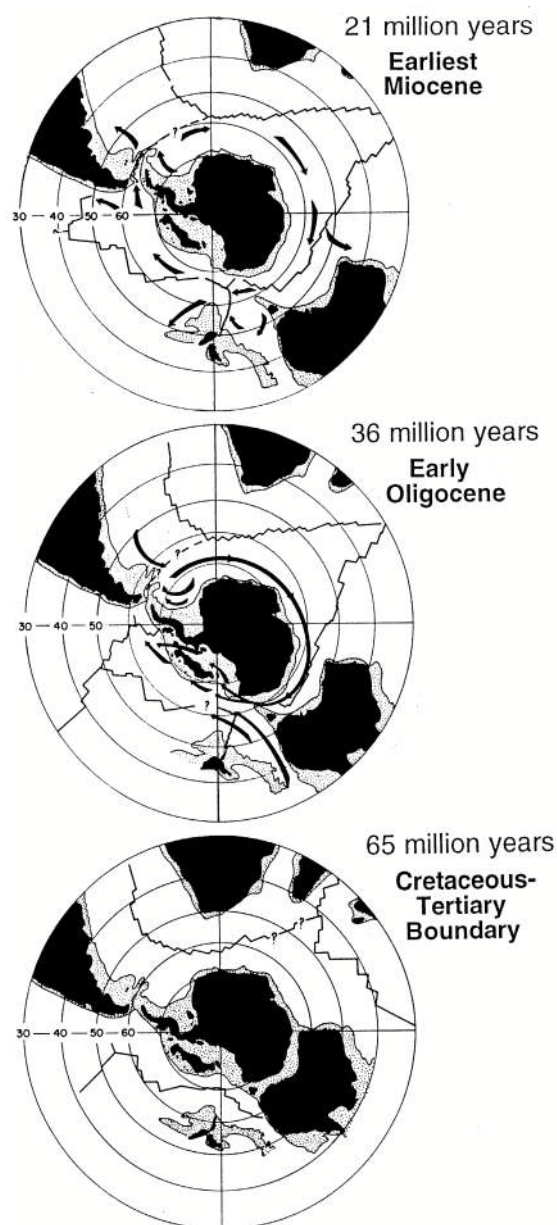 21 million years
Earliest
Miocene
?
30 — 40 — 50 — 60
?
36 million years
Early
Oligocene
?
?
30 — 40 — 50
?
65 million years
Cretaceous-
Tertiary
Boundary
?
?
30 — 40 — 50 — 60